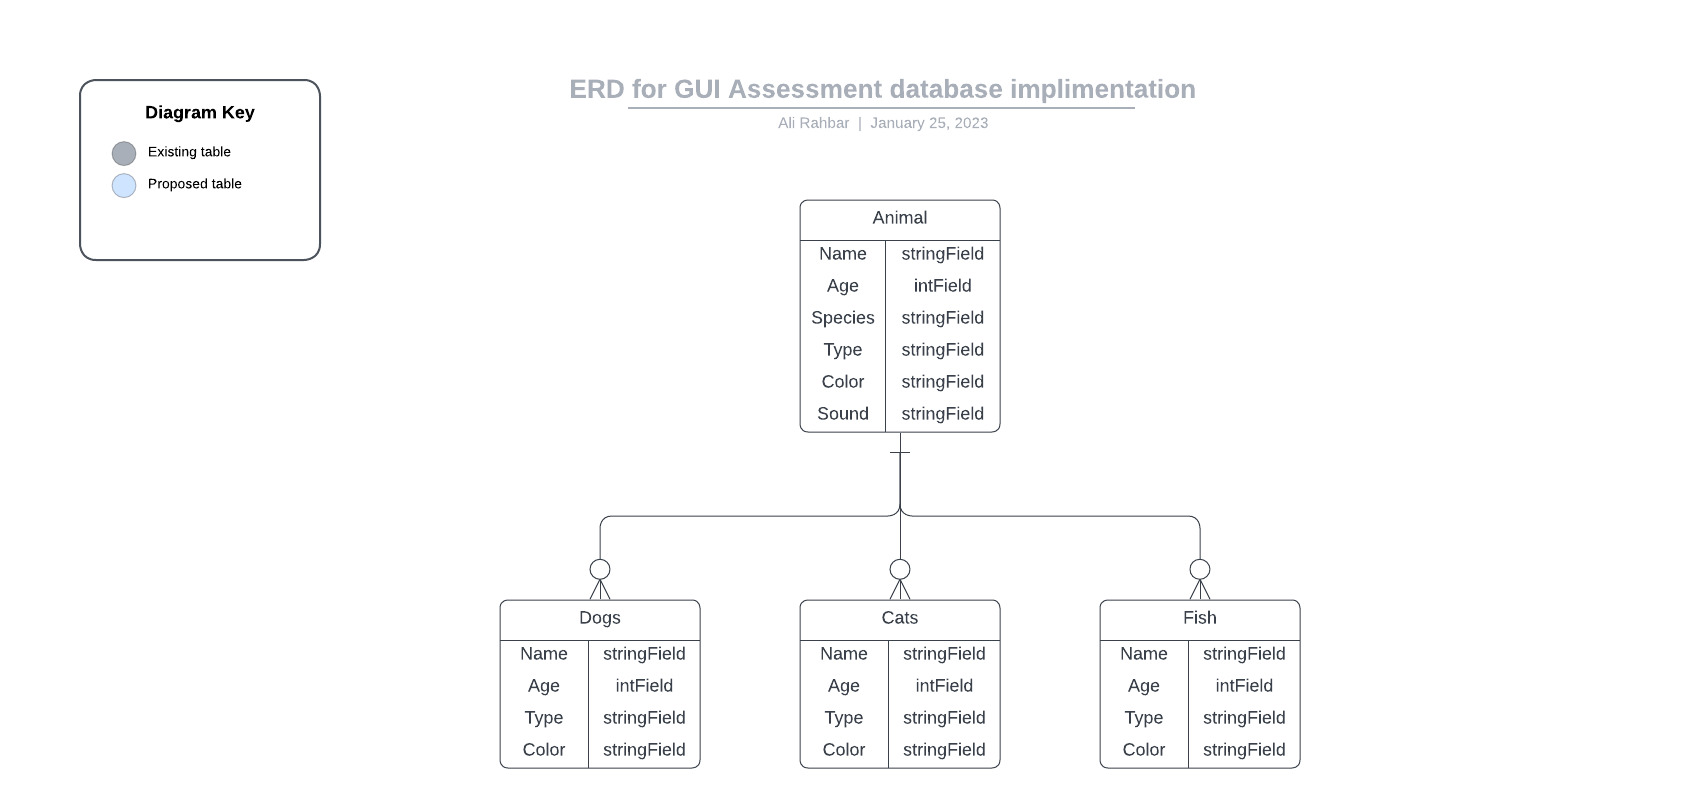 ERD for GUI Assessment database implimentation
Ali Rahbar | January 25, 2023
Diagram Key
Existing table
Proposed table
Animal
Name stringField
Age intField
Species stringField
Type stringField
Color stringField
Sound stringField
Dogs
Name stringField
Age intField
Type stringField
Color stringField
Cats
Name stringField
Age intField
Type stringField
Color stringField
Fish
Name stringField
Age intField
Type stringField
Color stringField